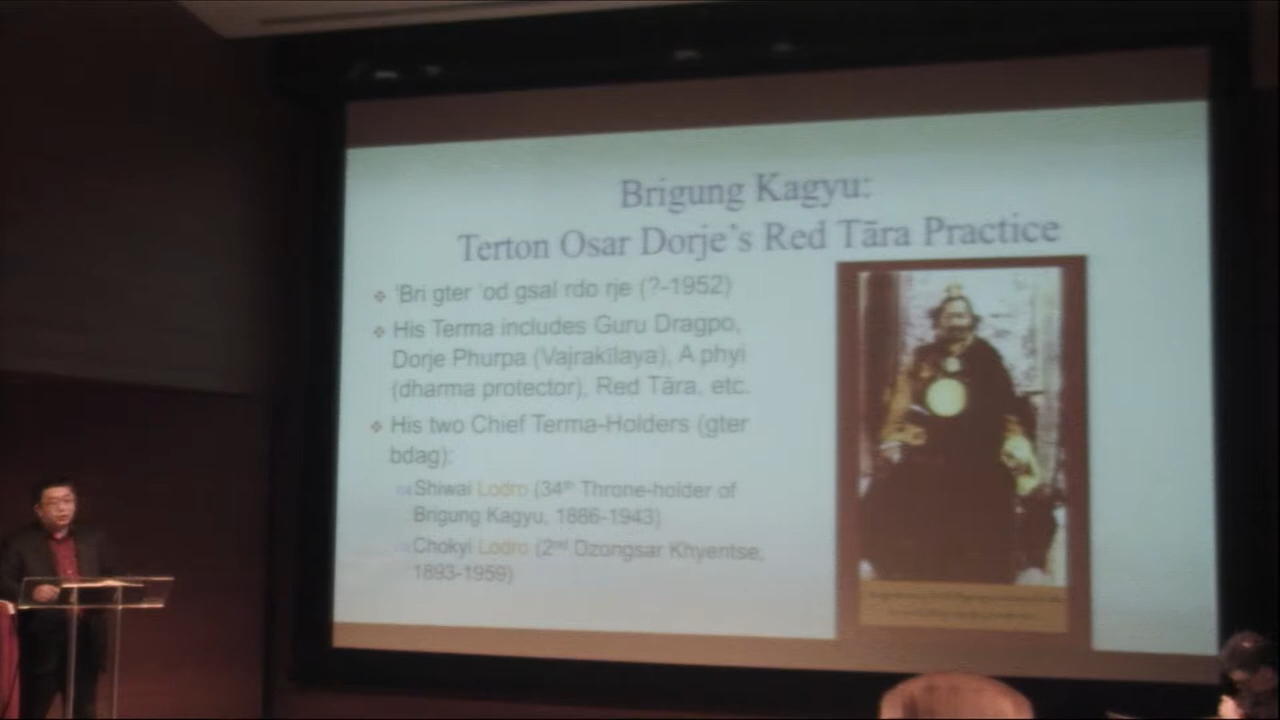 Brigung Kagyu:
Terton Osar Dorje's Red Tāra Practice
'Bri gter 'od gsal rdo rje (?-1952)
His Terma includes Guru Dragpo,
Dorje Phurpa (Vajrakīlaya), A phyi
(dharma protector), Red Tāra, etc.
His two Chief Terma-Holders (gter
bdag):
Shiwai Lodro (34th Throne-holder of
Brigung Kagyu, 1886-1943)
Chokyi Lodro (2nd Dzongsar Khyentse,
1893-1959)